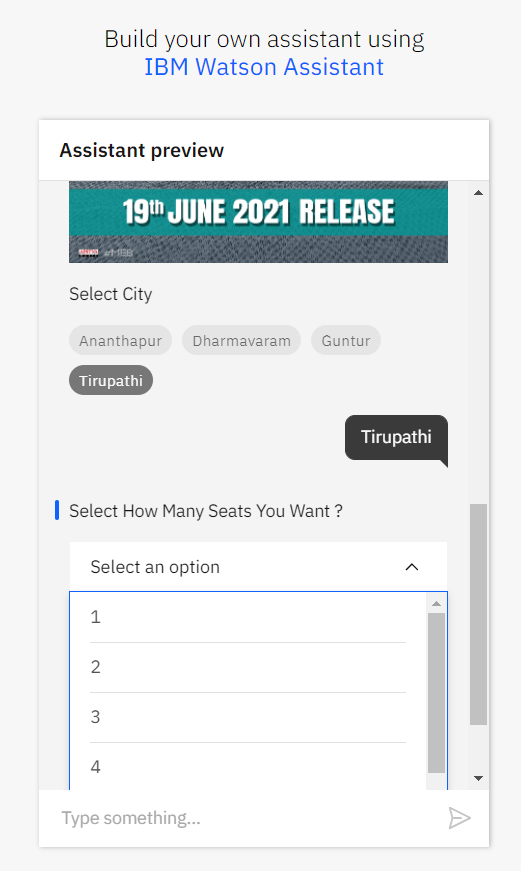 Build your own assistant using
IBM Watson Assistant
Assistant preview
19th JUNE 2021 RELEASE
#MEB
Select City
Ananthapur
Dharmavaram
Guntur
Tirupathi
Tirupathi
Select How Many Seats You Want ?
Select an option
1
2
3
4
Type something...